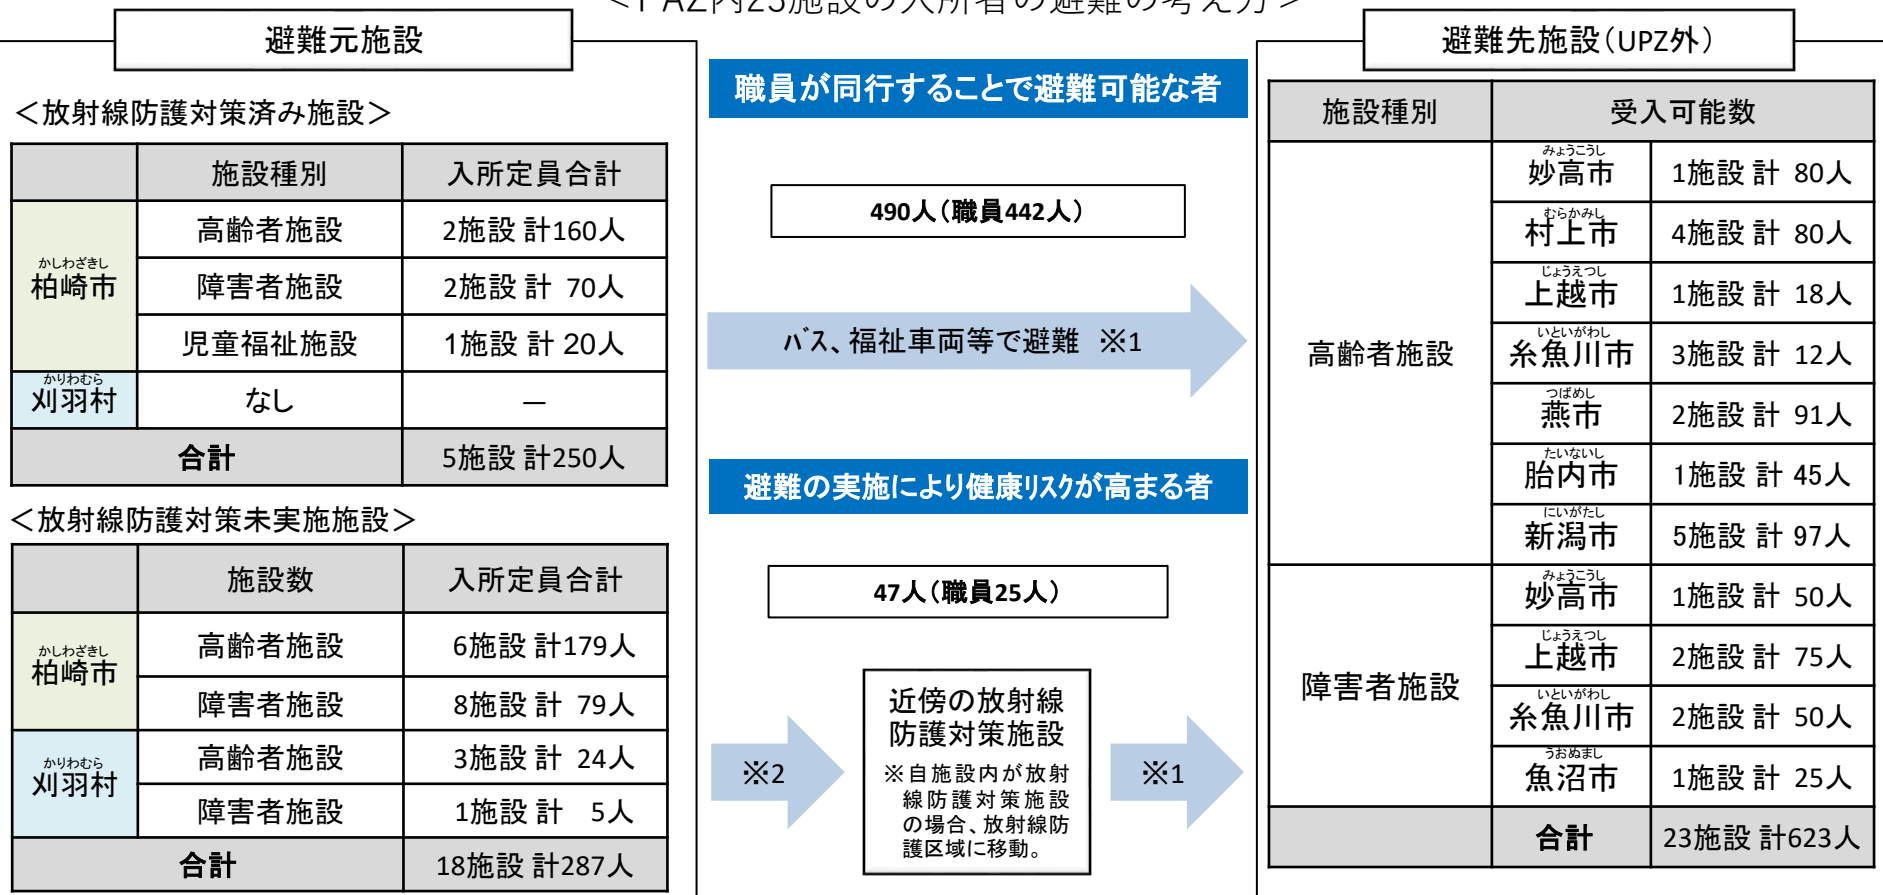 ＜PAZ内23施設の入所者の避難の考え方＞
避難元施設
＜放射線防護対策済み施設＞
施設種別 入所定員合計
かしわざきし
柏崎市
高齢者施設 2施設 計160人
障害者施設 2施設 計 70人
児童福祉施設 1施設 計 20人
かりわむら
刈羽村 なし ―
合計 5施設 計250人
＜放射線防護対策未実施施設＞
施設数 入所定員合計
かしわざきし
柏崎市
高齢者施設 6施設 計179人
障害者施設 8施設 計 79人
かりわむら
刈羽村
高齢者施設 3施設 計 24人
障害者施設 1施設 計 5人
合計 18施設 計287人
職員が同行することで避難可能な者
490人（職員442人）
バス、福祉車両等で避難 ※1
避難の実施により健康リスクが高まる者
47人（職員25人）
※2
近傍の放射線
防護対策施設
※自施設内が放射
線防護対策施設
の場合、放射線防
護区域に移動。
※1
避難先施設（UPZ外）
施設種別 受入可能数
高齢者施設
みょうこうし
妙高市 1施設 計 80人
むらかみし
村上市 4施設 計 80人
じょうえつし
上越市 1施設 計 18人
いといがわし
糸魚川市 3施設 計 12人
つばめし
燕市 2施設 計 91人
たいないし
胎内市 1施設 計 45人
にいがたし
新潟市 5施設 計 97人
障害者施設
みょうこうし
妙高市 1施設 計 50人
じょうえつし
上越市 2施設 計 75人
いといがわし
糸魚川市 2施設 計 50人
うおぬまし
魚沼市 1施設 計 25人
合計 23施設 計623人